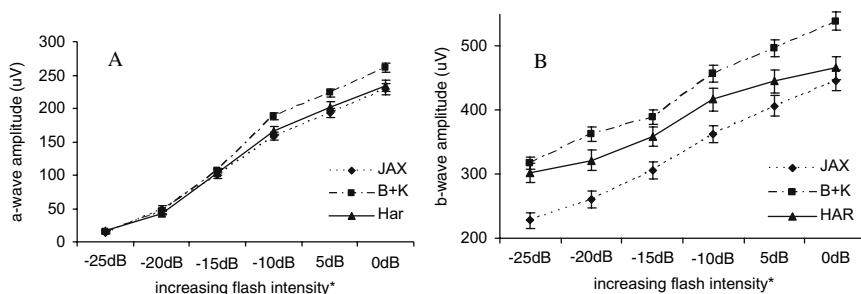 A
a-wave amplitude (uV)
300
250
200
150
100
50
0
-25dB -20dB -15dB -10dB 5dB 0dB
increasing flash intensity*
JAX
B+K
Har
B
b-wave amplitude (uV)
500
400
300
200
-25dB -20dB -15dB -10dB 5dB 0dB
increasing flash intensity*
JAX
B+K
HAR